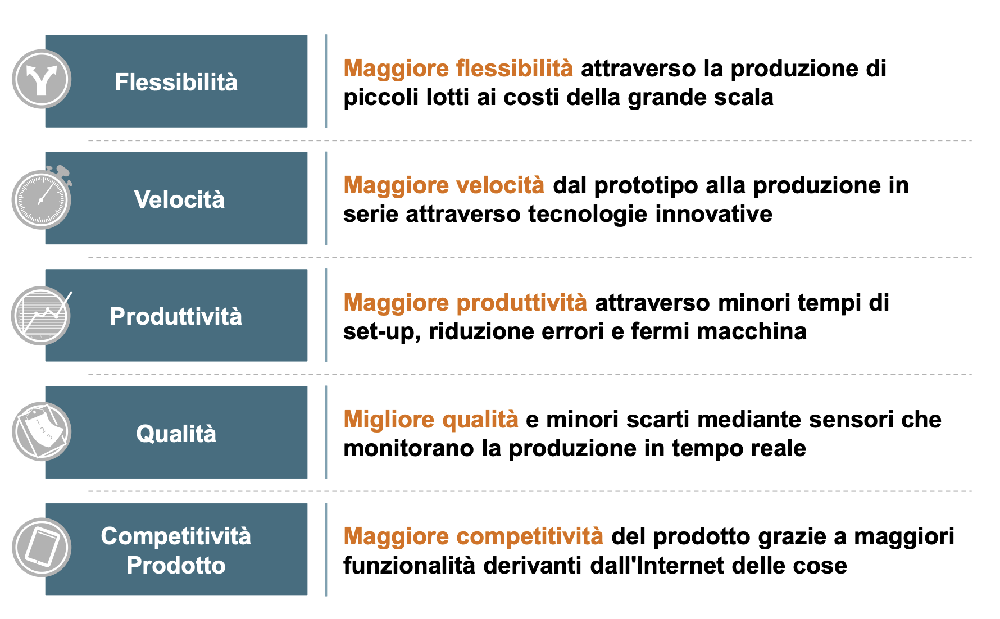 Flessibilità
Maggiore flessibilità attraverso la produzione di
piccoli lotti ai costi della grande scala
Velocità
Maggiore velocità dal prototipo alla produzione in
serie attraverso tecnologie innovative
Produttività
Maggiore produttività attraverso minori tempi di
set-up, riduzione errori e fermi macchina
Qualità
1
2
3
Migliore qualità e minori scarti mediante sensori che
monitorano la produzione in tempo reale
Competitività
Prodotto
Maggiore competitività del prodotto grazie a maggiori
funzionalità derivanti dall'Internet delle cose